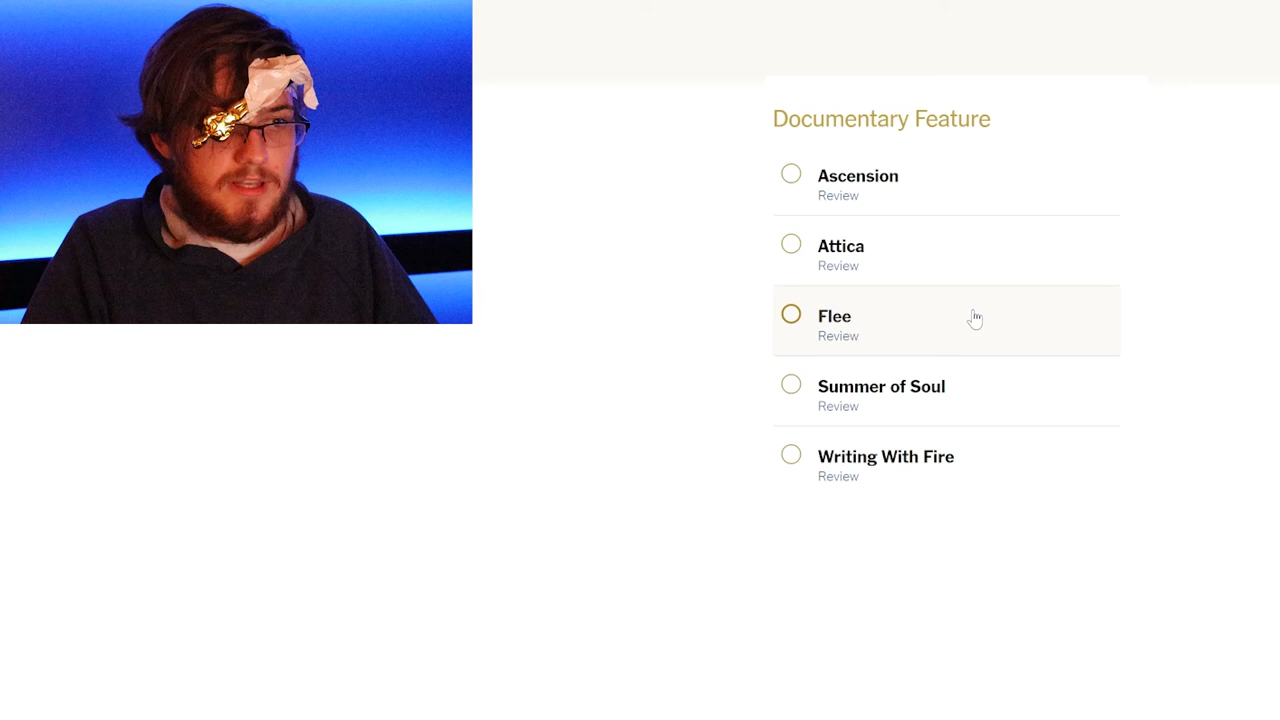 Documentary Feature
Ascension
Review
Attica
Review
Flee
Review
Summer of Soul
Review
Writing With Fire
Review